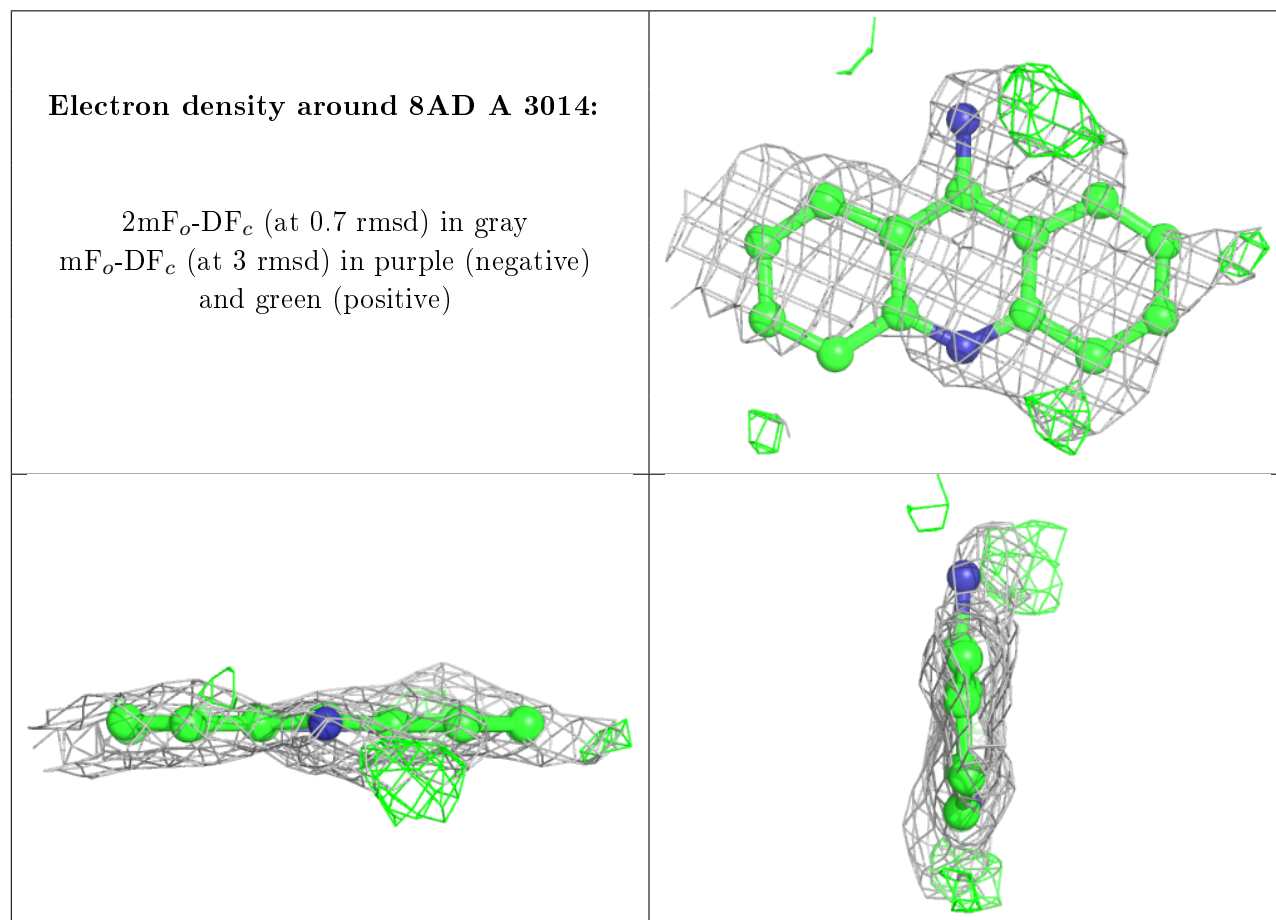 Electron density around 8AD A 3014:
2mFo-DFc (at 0.7 rmsd) in gray
mFo-DFc (at 3 rmsd) in purple (negative)
and green (positive)